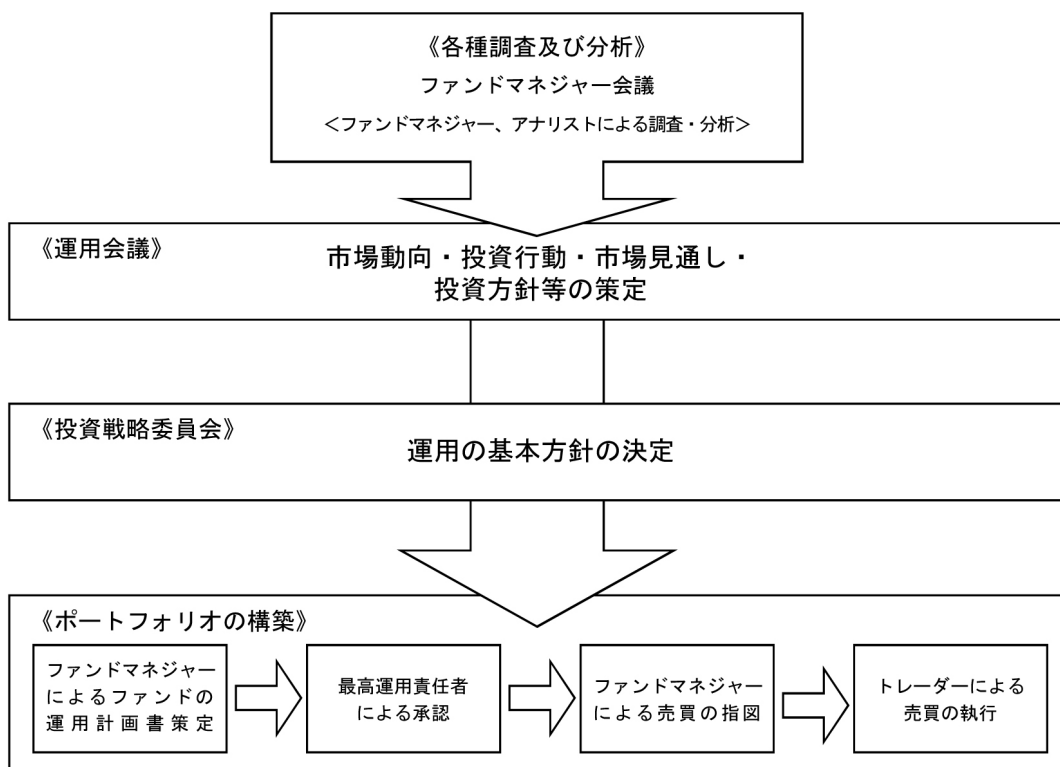 《各種調査及び分析》
ファンドマネジャー会議
＜ファンドマネジャー、アナリストによる調査・分析＞
《運用会議》
市場動向・投資行動・市場見通し・
投資方針等の策定
《投資戦略委員会》
運用の基本方針の決定
《ポートフォリオの構築》
ファンドマネジャー
によるファンドの
運用計画書策定
最高運用責任者
による承認
ファンドマネジャー
による売買の指図
トレーダーによる
売買の執行